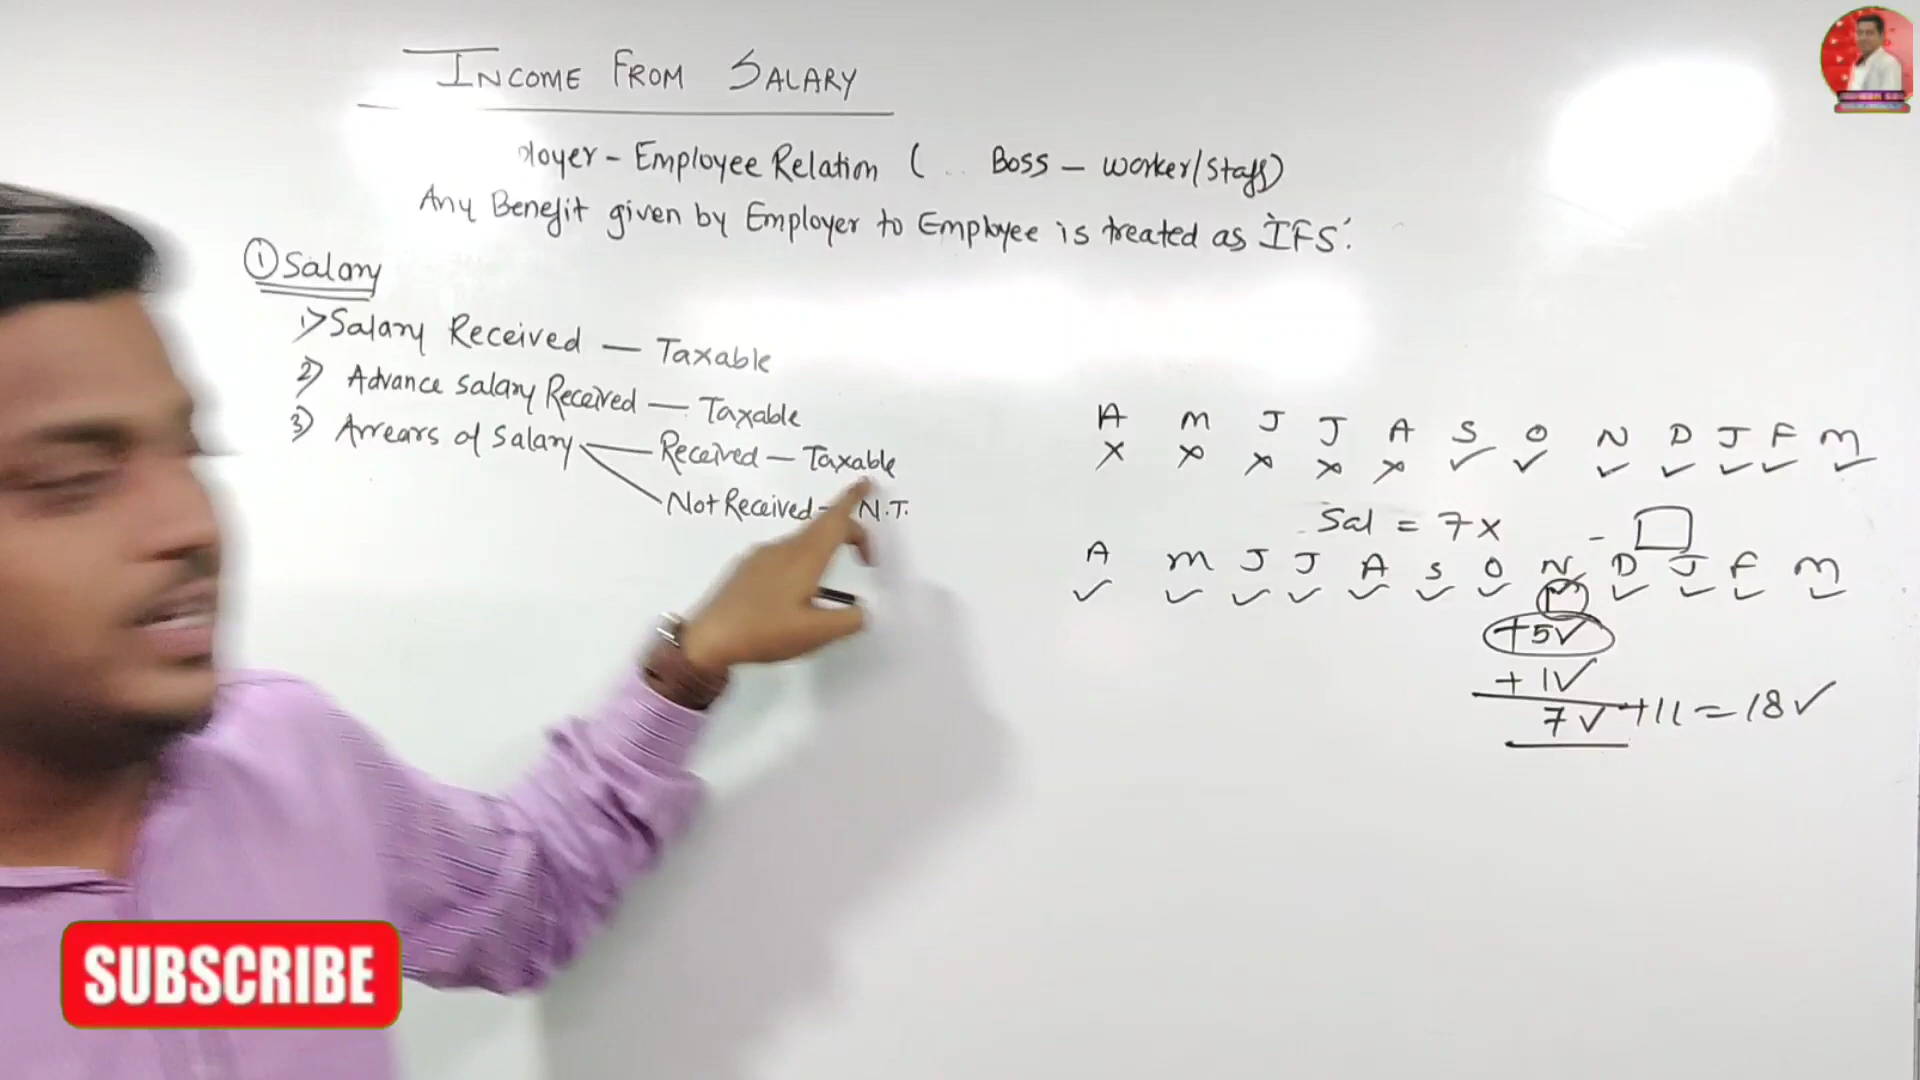 INCOME FROM SALARY
ployer - Employee Relation ( .. Boss - worker/staff)
Any Benefit given by Employer to Employee is treated as IFS.
① Salary
1) Salary Received - Taxable
2) Advance Salary Received - Taxable
3) Arrears of Salary Received - Taxable
Not Received - N.T.
A M J J A S O N D J F M
x x x x x ✓ ✓ ✓ ✓ ✓ ✓ ✓
Sal = 7x -
A M J J A S O N D J F M
✓ ✓ ✓ ✓ ✓ ✓ ✓ ✓ ✓ ✓ ✓
+5✓
+1✓
7✓ +11 = 18✓
SUBSCRIBE